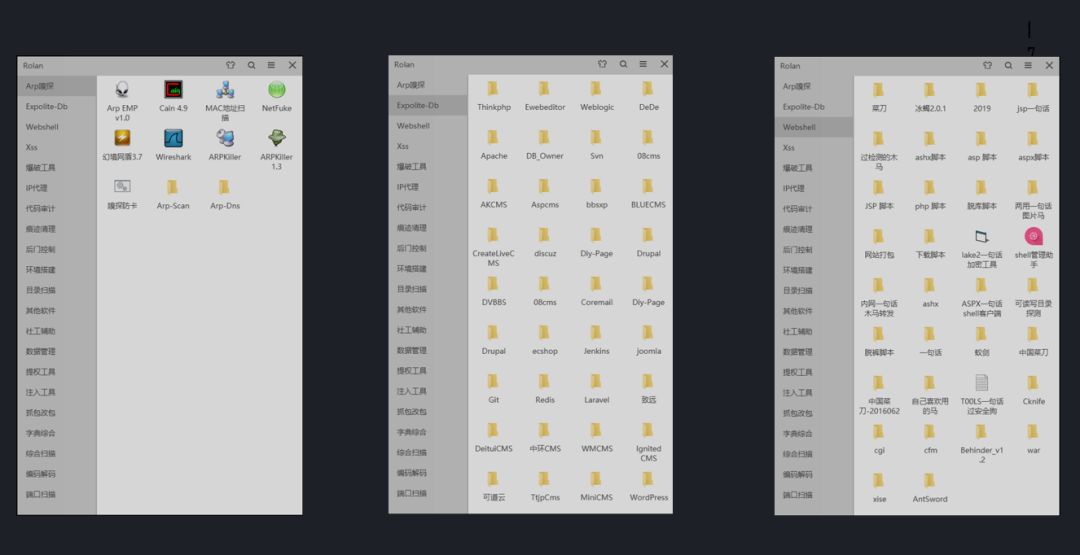 Rolan
Arp嗅探
Expolite-Db
Webshell
Xss
爆破工具
IP代理
代码审计
痕迹清理
后门控制
环境搭建
目录扫描
其他软件
社工辅助
数据管理
提权工具
注入工具
抓包改包
字典综合
综合扫描
编码解码
端口扫描
Arp EMP
v1.0
Cain 4.9
MAC地址扫
描
NetFuke
幻境网盾3.7
Wireshark
ARPKiller
ARPKiller
1.3
嗅探防卡
Arp-Scan
Arp-Dns
Rolan
Arp嗅探
Expolite-Db
Webshell
Xss
爆破工具
IP代理
代码审计
痕迹清理
后门控制
环境搭建
目录扫描
其他软件
社工辅助
数据管理
提权工具
注入工具
抓包改包
字典综合
综合扫描
编码解码
端口扫描
Thinkphp
Ewebeditor
Weblogic
DeDe
Apache
DB_Owner
Svn
08cms
AKCMS
Aspcms
bbsxp
BLUECMS
CreateLiveC
MS
discuz
Diy-Page
Drupal
DVBBS
08cms
Coremail
Diy-Page
Drupal
ecshop
Jenkins
joomla
Git
Redis
Laravel
致远
DeituiCMS
中环CMS
WMCMS
Ignited
CMS
可道云
TtjpCms
MiniCMS
WordPress
Rolan
Arp嗅探
Expolite-Db
Webshell
Xss
爆破工具
IP代理
代码审计
痕迹清理
后门控制
环境搭建
目录扫描
其他软件
社工辅助
数据管理
提权工具
注入工具
抓包改包
字典综合
综合扫描
编码解码
端口扫描
菜刀
冰蝎2.0.1
2019
jsp一句话
过检测的木
马
ashx脚本
asp 脚本
aspx脚本
JSP 脚本
php 脚本
脱库脚本
两用一句话
图片马
网站打包
下载脚本
lake2一句话
加密工具
shell管理助
手
内网一句话
木马转发
ashx
ASPX一句话
shell客户端
可读写目录
探测
脱裤脚本
一句话
蚁剑
中国菜刀
中国菜
刀-2016062
自己喜欢用
的马
T00LS一句话
过安全狗
Cknife
cgi
cfm
Behinder_v1
.2
war
xise
AntSword